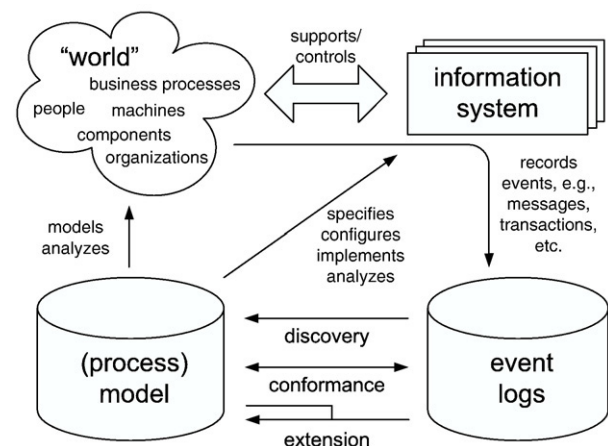 “world”
business processes
people
machines
components
organizations
supports/
controls
information
system
models
analyzes
specifies
configures
implements
analyzes
records
events, e.g.,
messages,
transactions,
etc.
(process)
model
discovery
conformance
extension
event
logs